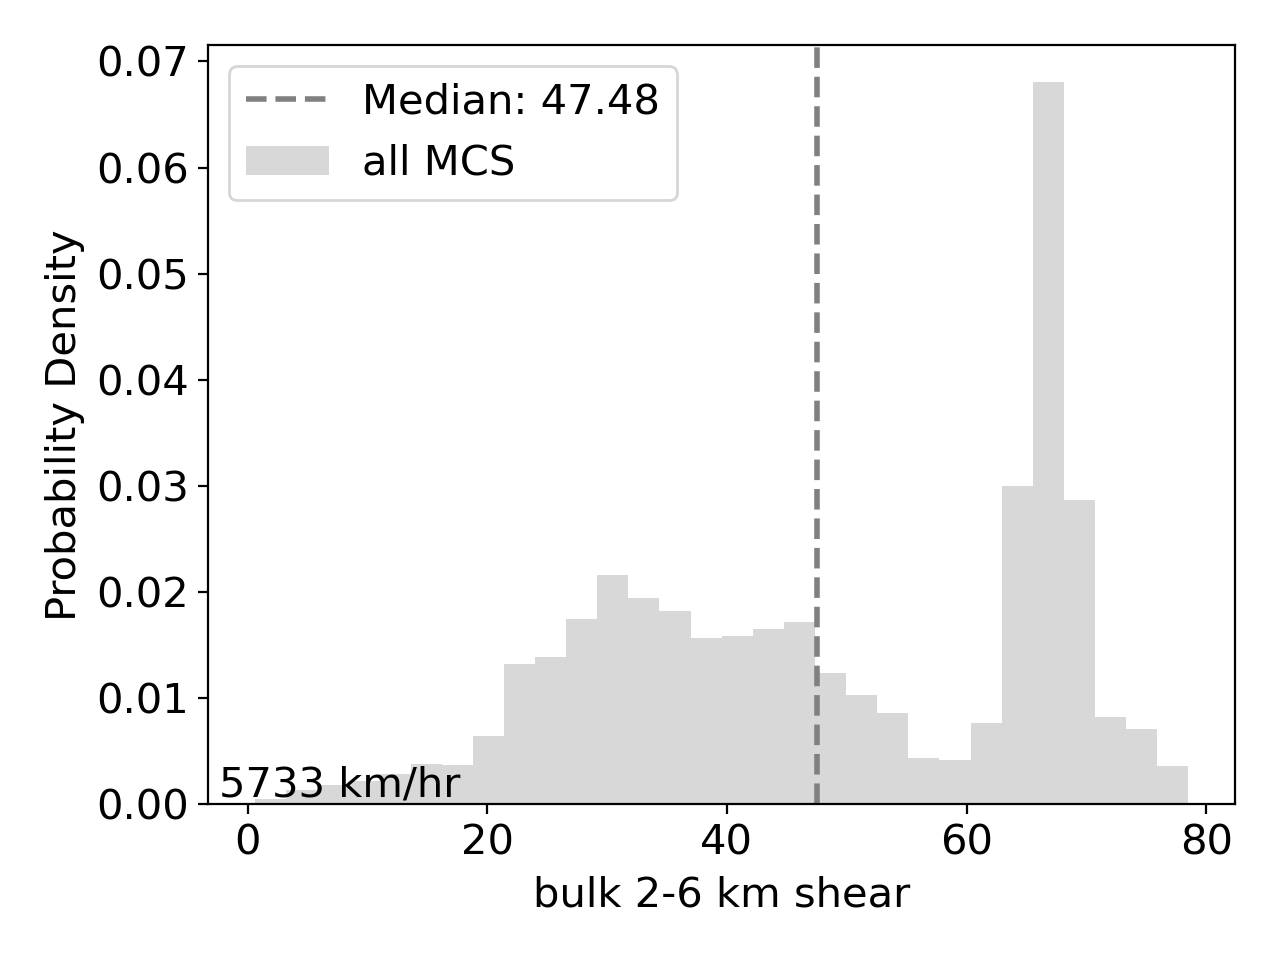 0.07
0.06
0.05
0.04
0.03
0.02
0.01
0.00
Probability Density
Median: 47.48
all MCS
5733 km/hr
0 20 40 60 80
bulk 2-6 km shear